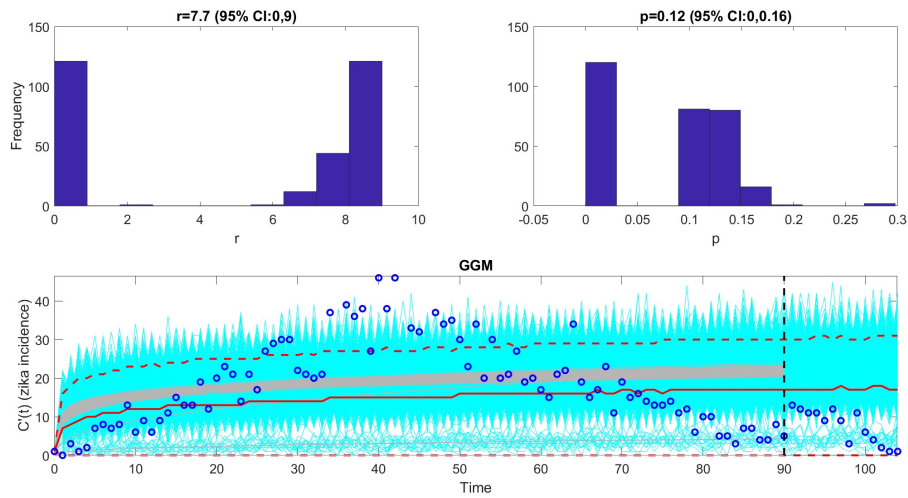 r=7.7 (95% CI:0,9)
150
100
50
0
Frequency
0 2 4 6 8 10
r
p=0.12 (95% CI:0,0.16)
150
100
50
0
-0.05 0 0.05 0.1 0.15 0.2 0.25 0.3
p
GGM
40
30
20
10
0
C'(t) (zika incidence)
0 10 20 30 40 50 60 70 80 90 100
Time